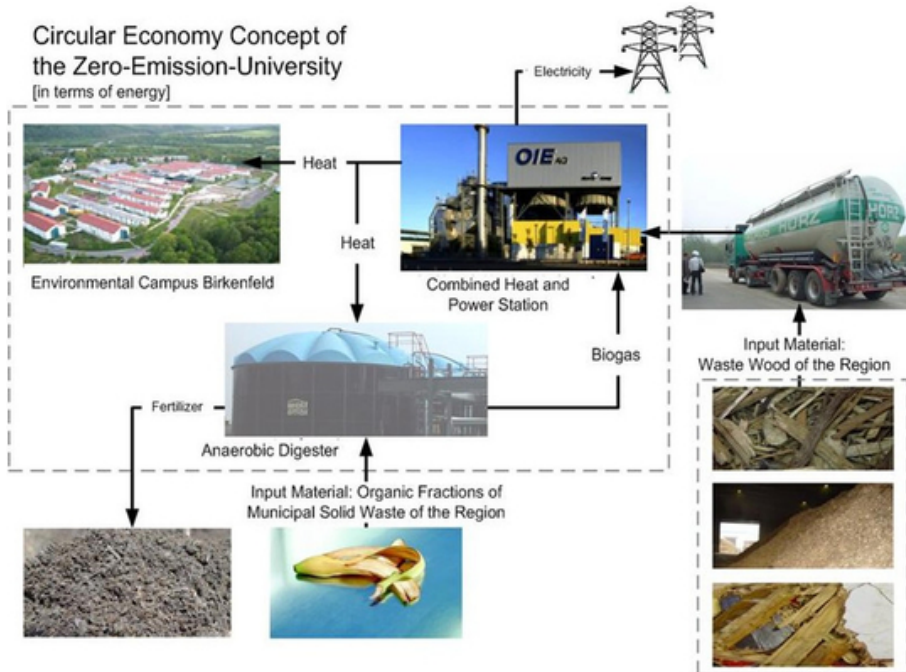 Circular Economy Concept of
the Zero-Emission-University
[in terms of energy]
Electricity
Heat
OIE AG
HORZ
Heat
Environmental Campus Birkenfeld
Combined Heat and
Power Station
Biogas
Input Material:
Waste Wood of the Region
Fertilizer
Anaerobic Digester
Input Material: Organic Fractions of
Municipal Solid Waste of the Region